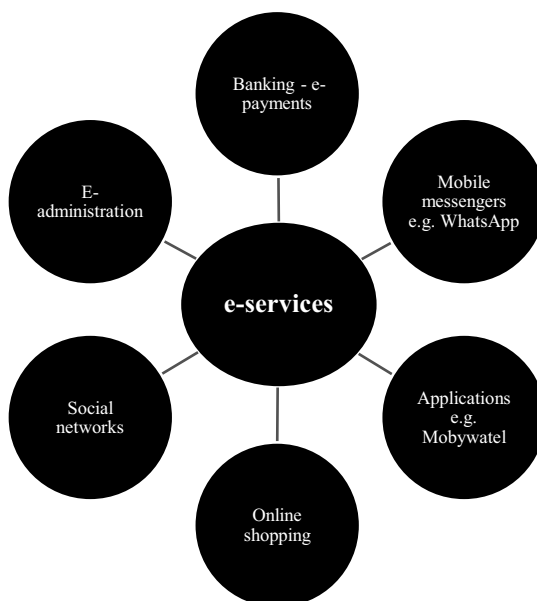 Banking - e-
payments
E-
administration
Mobile
messengers
e.g. WhatsApp
e-services
Social
networks
Applications
e.g.
Mobywatel
Online
shopping